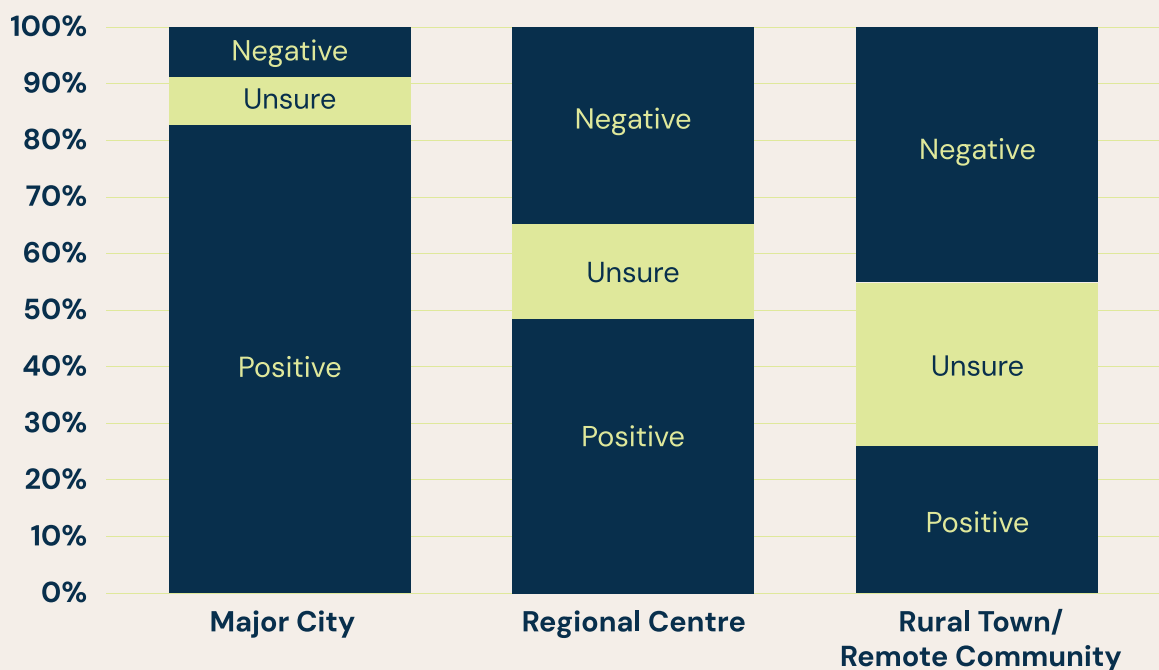 100%
90%
80%
70%
60%
50%
40%
30%
20%
10%
0%
Negative
Unsure
Positive
Negative
Unsure
Positive
Negative
Unsure
Positive
Major City
Regional Centre
Rural Town/
Remote Community